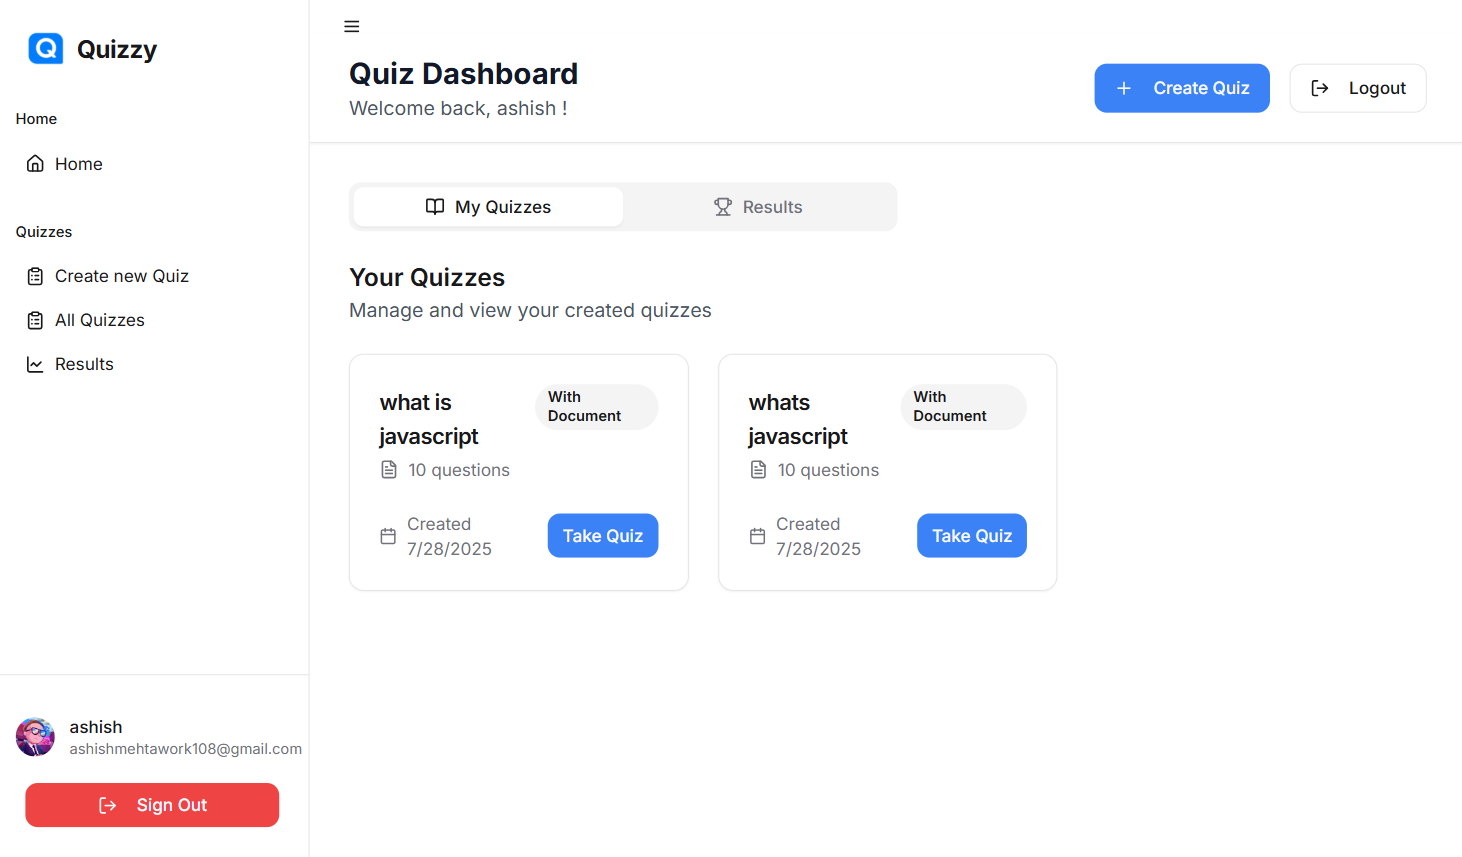 Quizzy
Home
Home
Quizzes
Create new Quiz
All Quizzes
Results
ashish
ashishmehtawork108@gmail.com
Sign Out
Quiz Dashboard
Welcome back, ashish !
Create Quiz
Logout
My Quizzes
Results
Your Quizzes
Manage and view your created quizzes
what is
javascript
With
Document
10 questions
Created
7/28/2025
Take Quiz
whats
javascript
With
Document
10 questions
Created
7/28/2025
Take Quiz